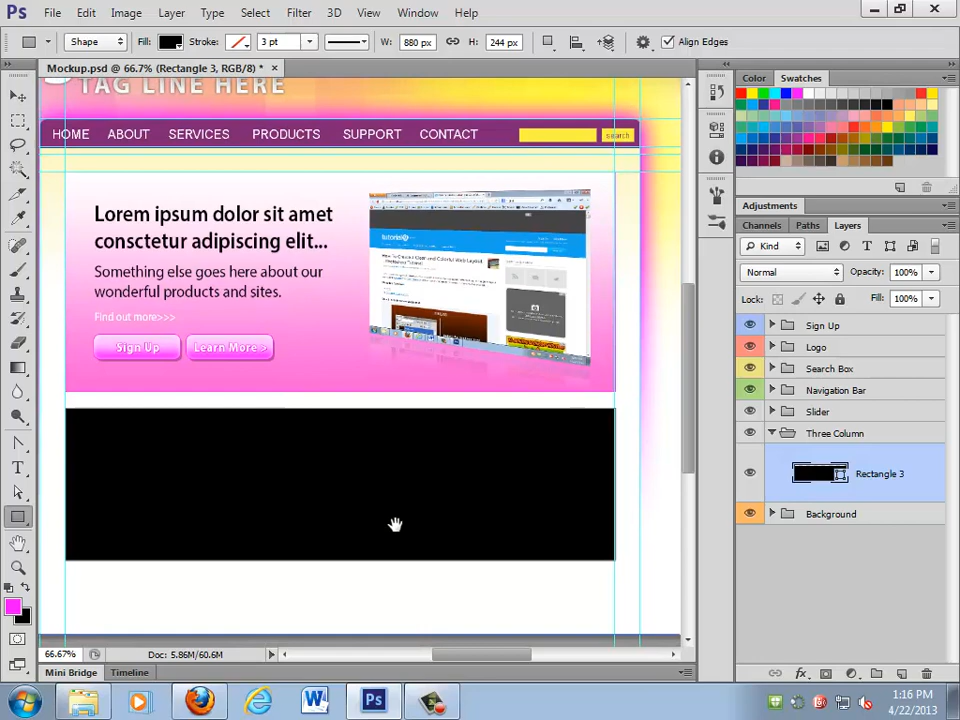 Ps File Edit Image Layer Type Select Filter 3D View Window Help
Shape Fill: Stroke: 3 pt W: 880 px H: 244 px Align Edges
Mockup.psd @ 66.7% (Rectangle 3, RGB/8) * ×
Color Swatches
TAG LINE HERE
HOME ABOUT SERVICES PRODUCTS SUPPORT CONTACT search
Lorem ipsum dolor sit amet
consctetur adipiscing elit...
Something else goes here about our
wonderful products and sites.
Find out more>>>
Sign Up Learn More >
Adjustments
Channels Paths Layers
Kind
Normal Opacity: 100%
Lock: Fill: 100%
Sign Up
Logo
Search Box
Navigation Bar
Slider
Three Column
Rectangle 3
Background
66.67% Doc: 5.86M/60.6M
Mini Bridge Timeline
fx
1:16 PM
4/22/2013